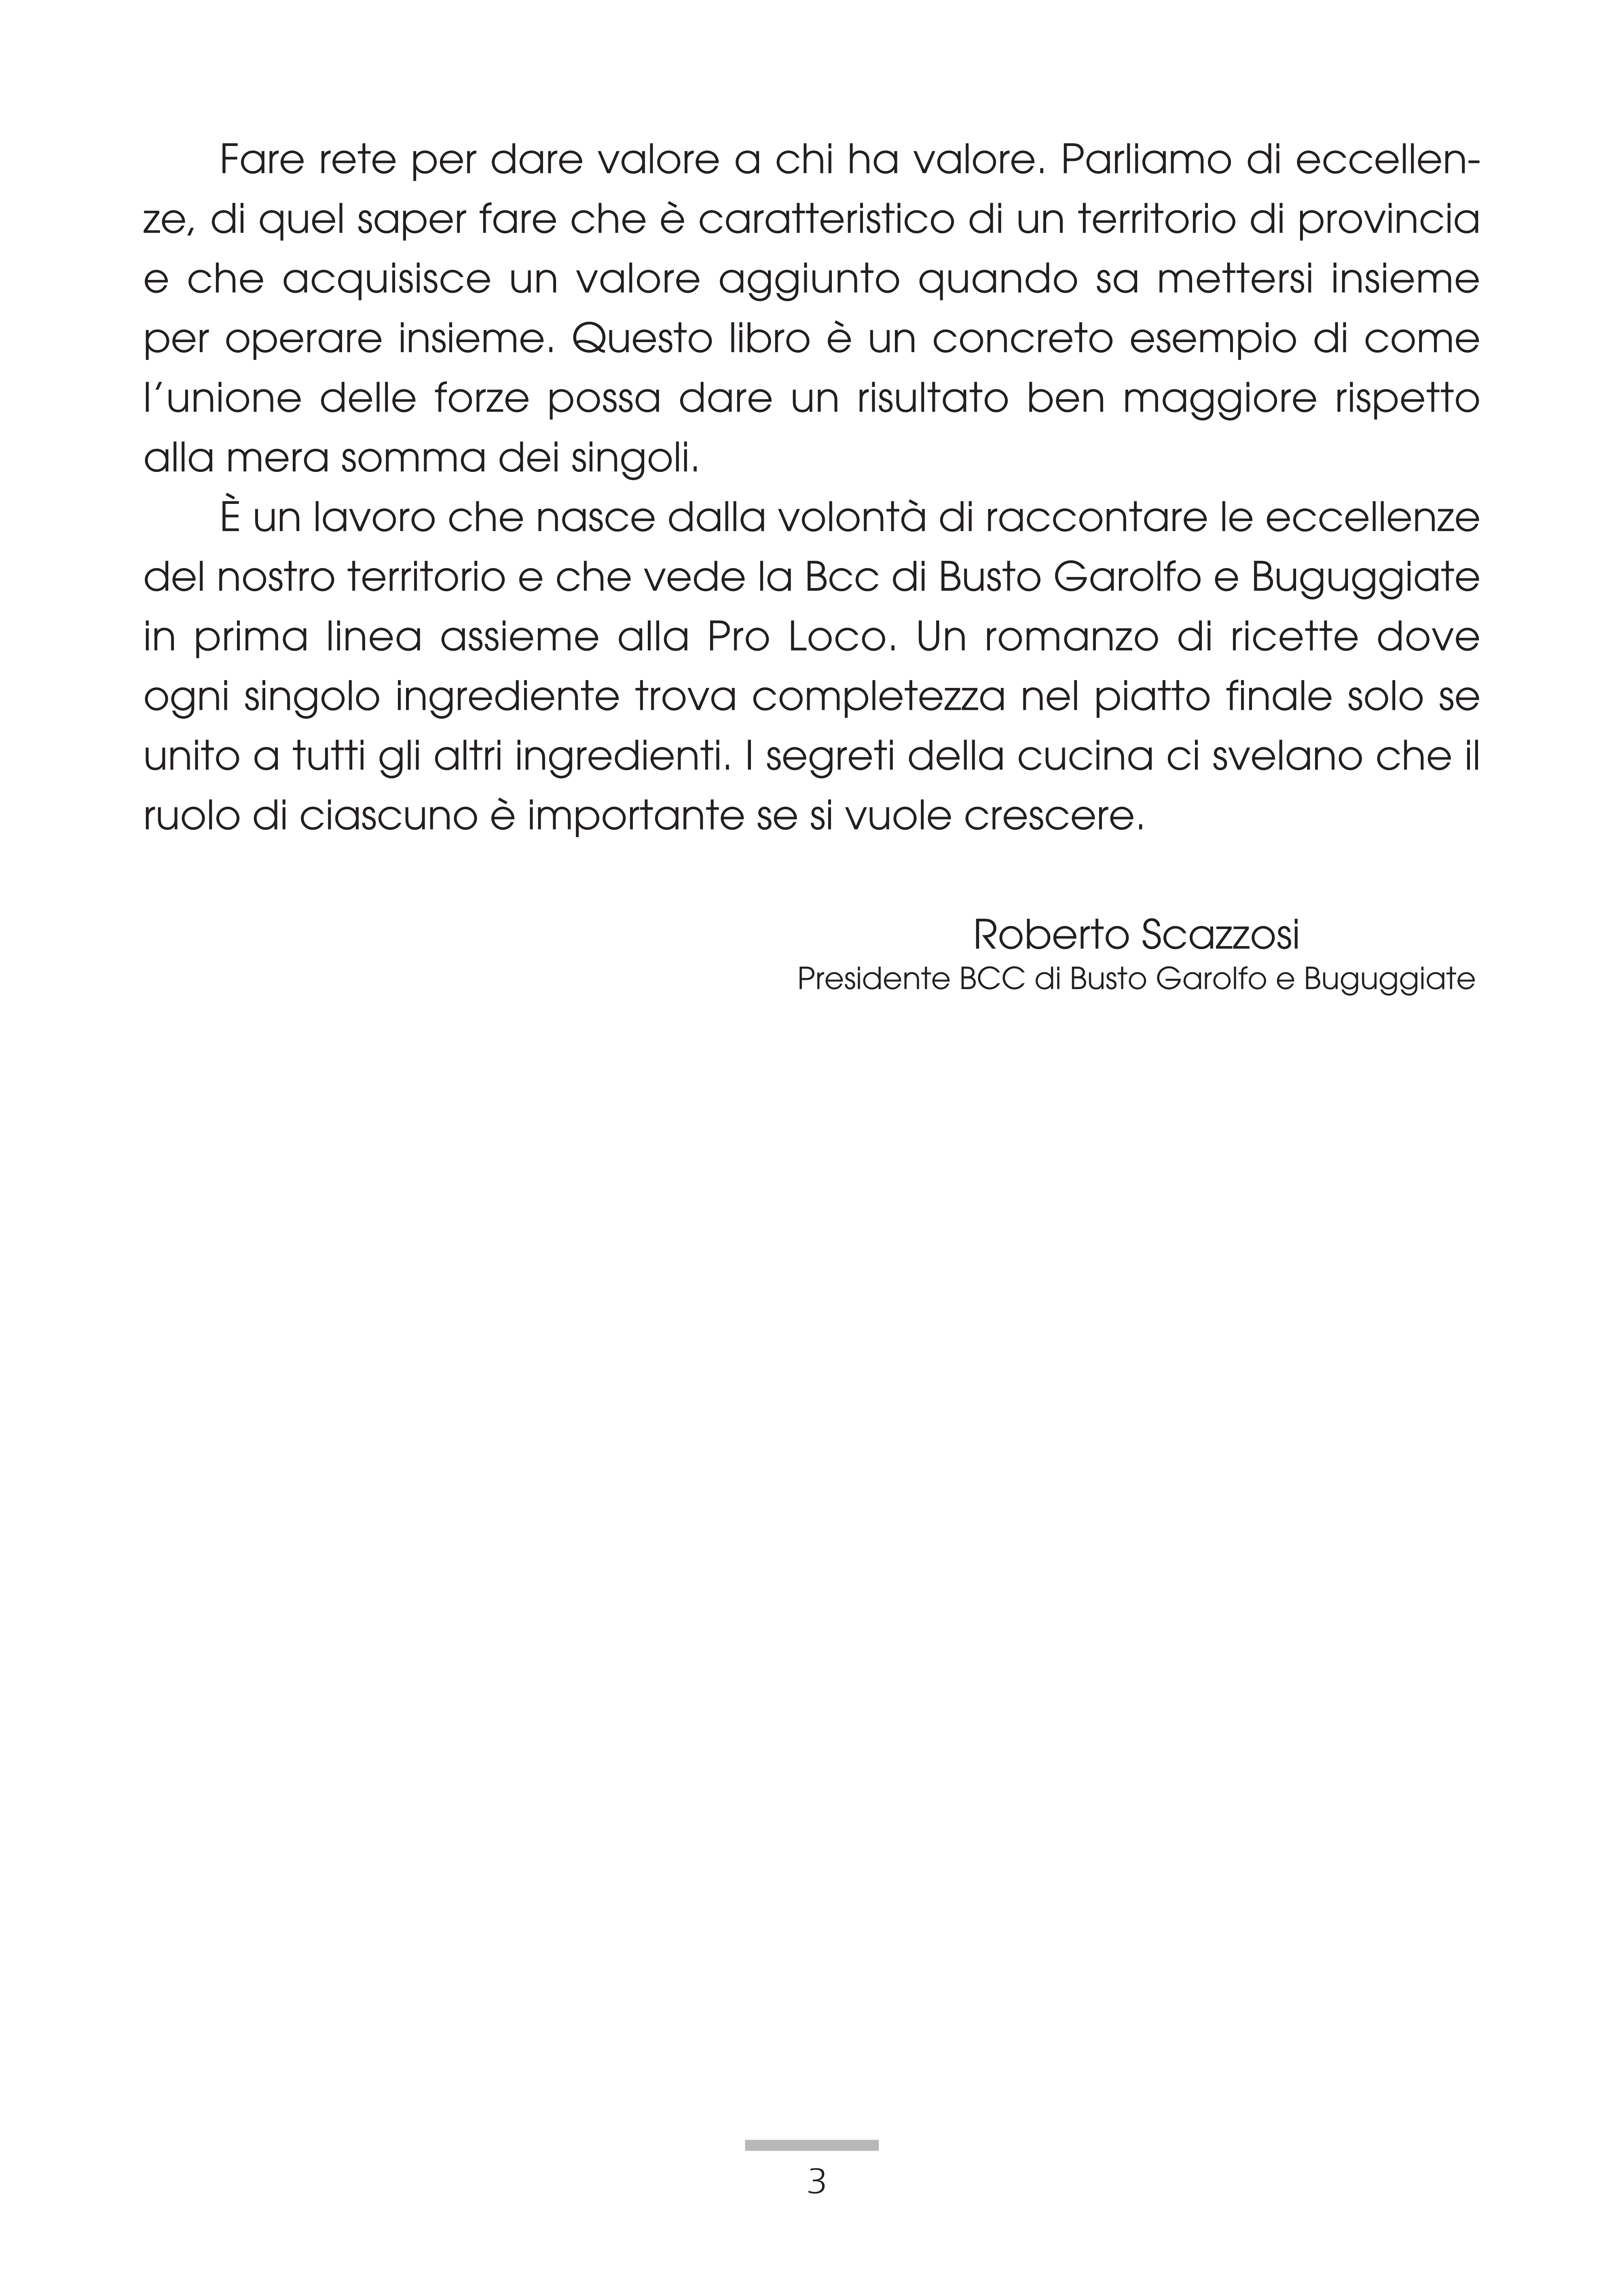 Fare rete per dare valore a chi ha valore. Parliamo di eccellen-
ze, di quel saper fare che è caratteristico di un territorio di provincia
e che acquisisce un valore aggiunto quando sa mettersi insieme
per operare insieme. Questo libro è un concreto esempio di come
l’unione delle forze possa dare un risultato ben maggiore rispetto
alla mera somma dei singoli.
È un lavoro che nasce dalla volontà di raccontare le eccellenze
del nostro territorio e che vede la Bcc di Busto Garolfo e Buguggiate
in prima linea assieme alla Pro Loco. Un romanzo di ricette dove
ogni singolo ingrediente trova completezza nel piatto finale solo se
unito a tutti gli altri ingredienti. I segreti della cucina ci svelano che il
ruolo di ciascuno è importante se si vuole crescere.
Roberto Scazzosi
Presidente BCC di Busto Garolfo e Buguggiate
3